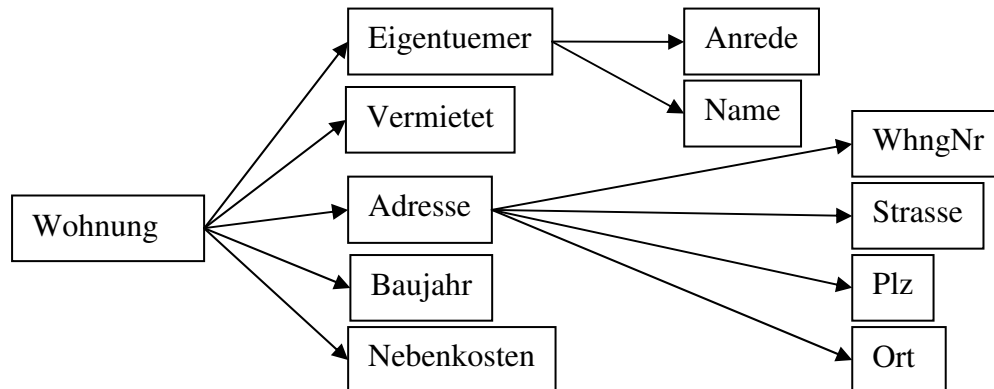 Wohnung
Eigentuemer
Anrede
Name
Vermietet
Adresse
WhngNr
Strasse
Plz
Ort
Baujahr
Nebenkosten